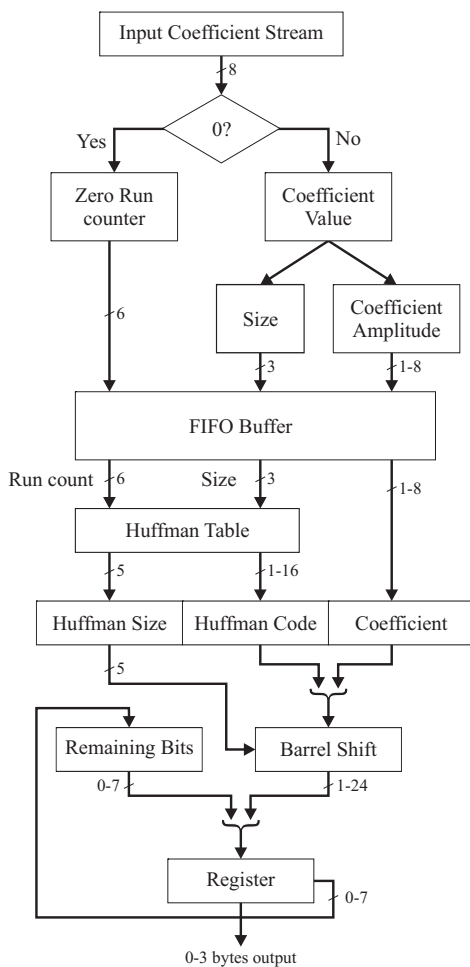 Input Coefficient Stream
8
0?
Yes
No
Zero Run
counter
Coefficient
Value
6
Size
Coefficient
Amplitude
3
1-8
FIFO Buffer
Run count
6
Size
3
1-8
Huffman Table
5
1-16
Huffman Size
Huffman Code
Coefficient
5
Remaining Bits
Barrel Shift
0-7
1-24
Register
0-7
0-3 bytes output